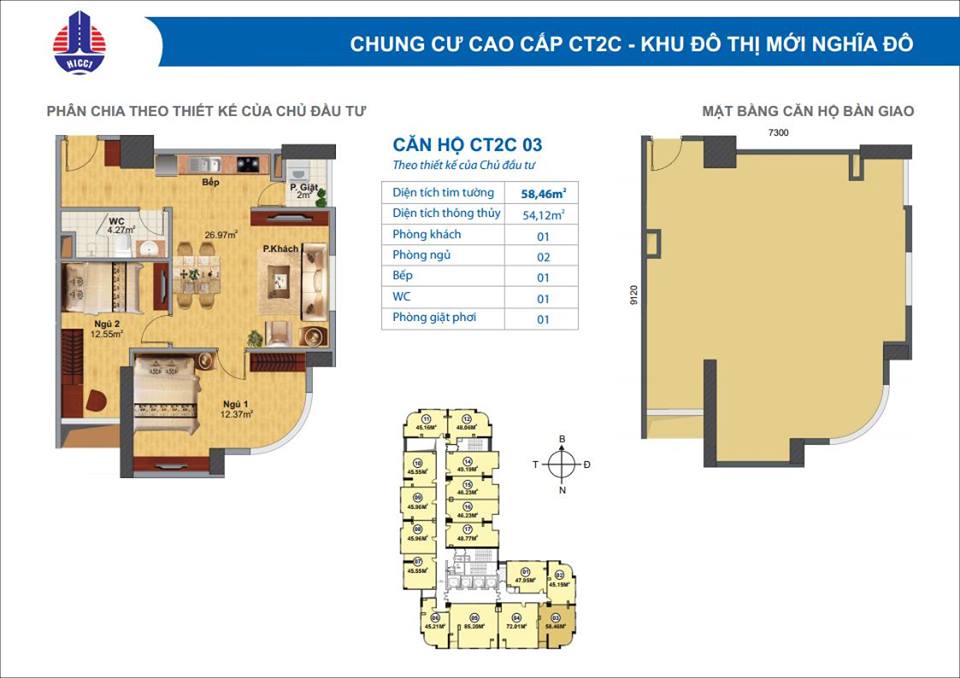 HICCI
CHUNG CƯ CAO CẤP CT2C - KHU ĐÔ THỊ MỚI NGHĨA ĐÔ
PHÂN CHIA THEO THIẾT KẾ CỦA CHỦ ĐẦU TƯ
MẶT BẰNG CĂN HỘ BÀN GIAO
7300
9120
CĂN HỘ CT2C 03
Theo thiết kế của Chủ đầu tư
Diện tích tim tường 58,46m²
Diện tích thông thủy 54,12m²
Phòng khách 01
Phòng ngủ 02
Bếp 01
WC 01
Phòng giặt phơi 01
Bếp
P. Giặt
2m²
WC
4.27m²
26.97m²
P.Khách
Ngủ 2
12.55m²
Ngủ 1
12.37m²
B
T
Đ
N
11
45.16M²
12
48.06M²
10
45.55M²
14
49.19M²
15
46.23M²
09
45.96M²
16
46.23M²
08
45.96M²
17
48.77M²
07
45.55M²
01
47.95M²
02
45.15M²
06
45.21M²
05
65.20M²
04
72.01M²
03
58.46M²